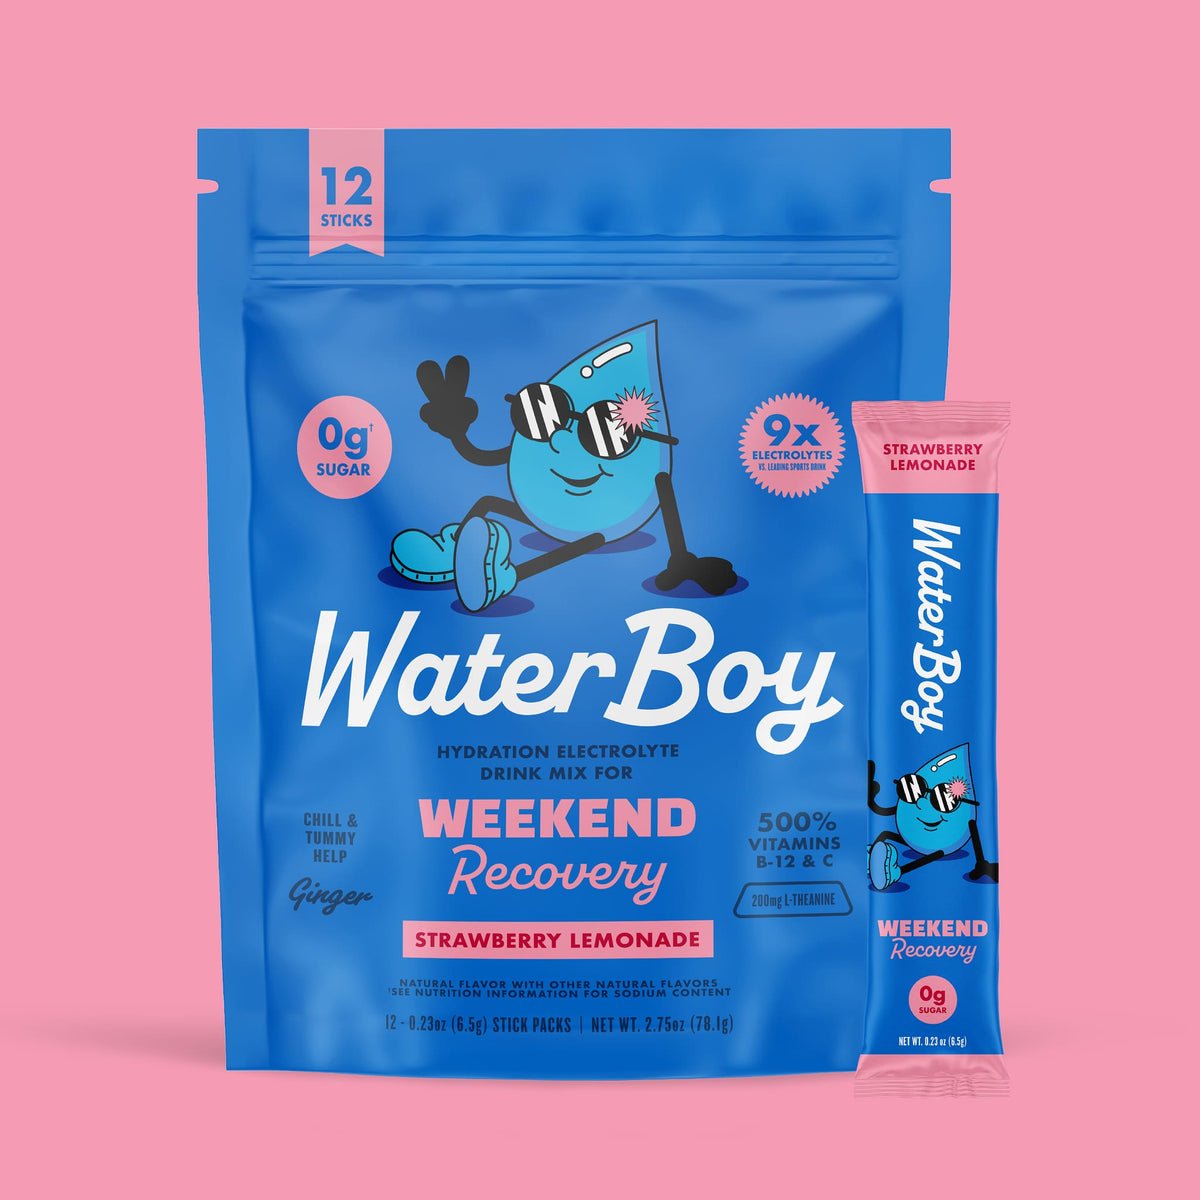 12
STICKS
0g†
SUGAR
9x
ELECTROLYTES
VS. LEADING SPORTS DRINK
WaterBoy
HYDRATION ELECTROLYTE
DRINK MIX FOR
WEEKEND
Recovery
CHILL &
TUMMY
HELP
Ginger
500%
VITAMINS
B-12 & C
200mg L-THEANINE
STRAWBERRY LEMONADE
NATURAL FLAVOR WITH OTHER NATURAL FLAVORS
†SEE NUTRITION INFORMATION FOR SODIUM CONTENT
12 - 0.23oz (6.5g) STICK PACKS | NET WT. 2.75oz (78.1g)
STRAWBERRY
LEMONADE
WaterBoy
WEEKEND
Recovery
0g
SUGAR
NET WT. 0.23 oz (6.5g)